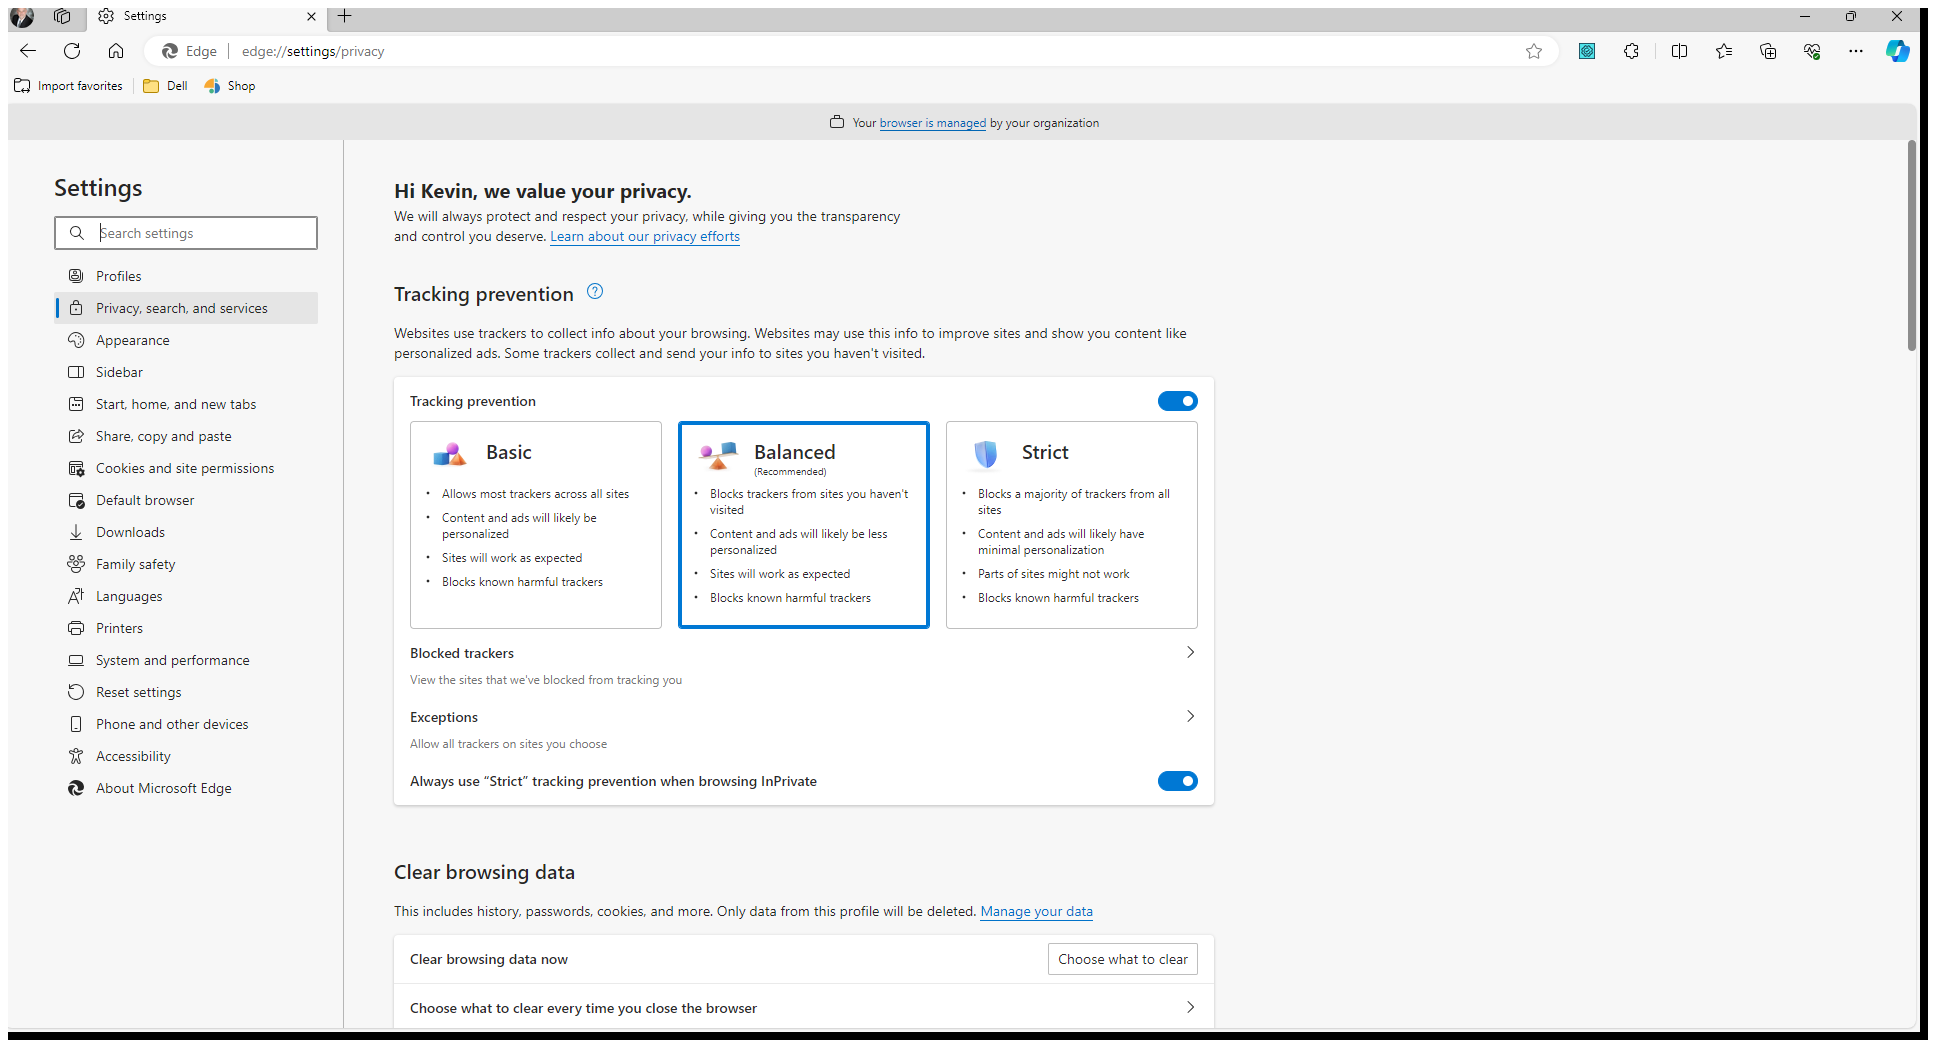 Settings
Edge
edge://settings/privacy
Import favorites
Dell
Shop
Your browser is managed by your organization
Settings
Search settings
Profiles
Privacy, search, and services
Appearance
Sidebar
Start, home, and new tabs
Share, copy and paste
Cookies and site permissions
Default browser
Downloads
Family safety
Languages
Printers
System and performance
Reset settings
Phone and other devices
Accessibility
About Microsoft Edge
Hi Kevin, we value your privacy.
We will always protect and respect your privacy, while giving you the transparency
and control you deserve. Learn about our privacy efforts
Tracking prevention
Websites use trackers to collect info about your browsing. Websites may use this info to improve sites and show you content like
personalized ads. Some trackers collect and send your info to sites you haven't visited.
Tracking prevention
Basic
• Allows most trackers across all sites
• Content and ads will likely be
personalized
• Sites will work as expected
• Blocks known harmful trackers
Balanced
(Recommended)
• Blocks trackers from sites you haven't
visited
• Content and ads will likely be less
personalized
• Sites will work as expected
• Blocks known harmful trackers
Strict
• Blocks a majority of trackers from all
sites
• Content and ads will likely have
minimal personalization
• Parts of sites might not work
• Blocks known harmful trackers
Blocked trackers
View the sites that we've blocked from tracking you
Exceptions
Allow all trackers on sites you choose
Always use “Strict” tracking prevention when browsing InPrivate
Clear browsing data
This includes history, passwords, cookies, and more. Only data from this profile will be deleted. Manage your data
Clear browsing data now
Choose what to clear
Choose what to clear every time you close the browser